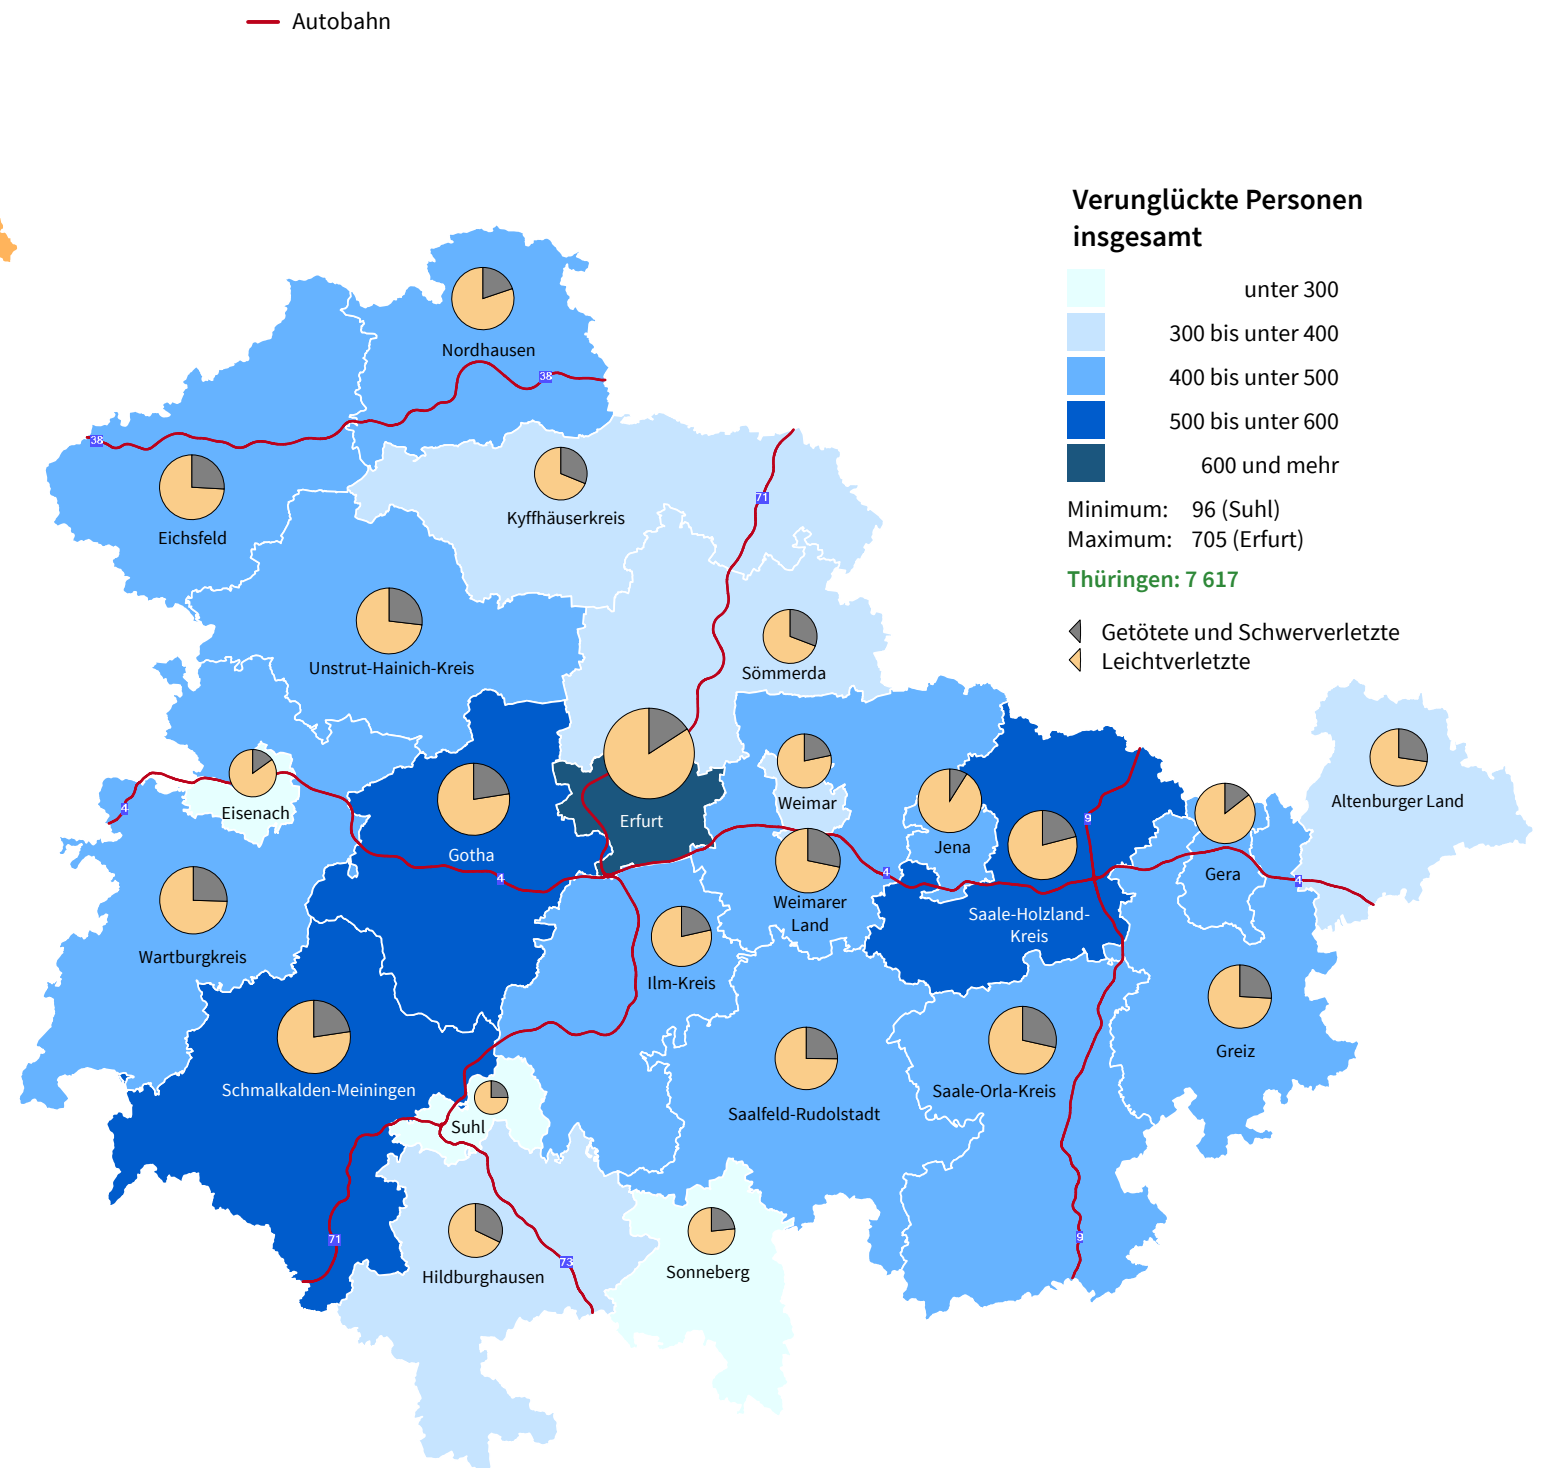 Autobahn
Verunglückte Personen
insgesamt
unter 300
300 bis unter 400
400 bis unter 500
500 bis unter 600
600 und mehr
Minimum: 96 (Suhl)
Maximum: 705 (Erfurt)
Thüringen: 7 617
Getötete und Schwerverletzte
Leichtverletzte
Nordhausen
38
38
Eichsfeld
Kyffhäuserkreis
71
Unstrut-Hainich-Kreis
Sömmerda
Eisenach
4
Gotha
4
Erfurt
Weimar
Weimarer
Land
4
Jena
9
Saale-Holzland-
Kreis
Gera
4
Altenburger Land
Wartburgkreis
Ilm-Kreis
Greiz
Schmalkalden-Meiningen
Suhl
Saalfeld-Rudolstadt
Saale-Orla-Kreis
71
Hildburghausen
73
Sonneberg
9